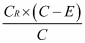 C_R × (C − E)
C